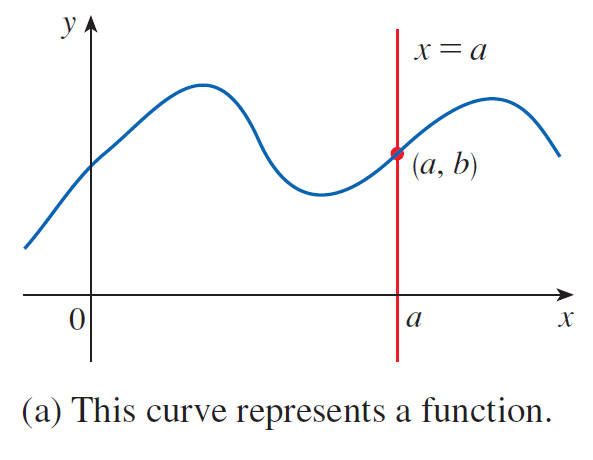 y
x = a
(a, b)
0
a
x
(a) This curve represents a function.